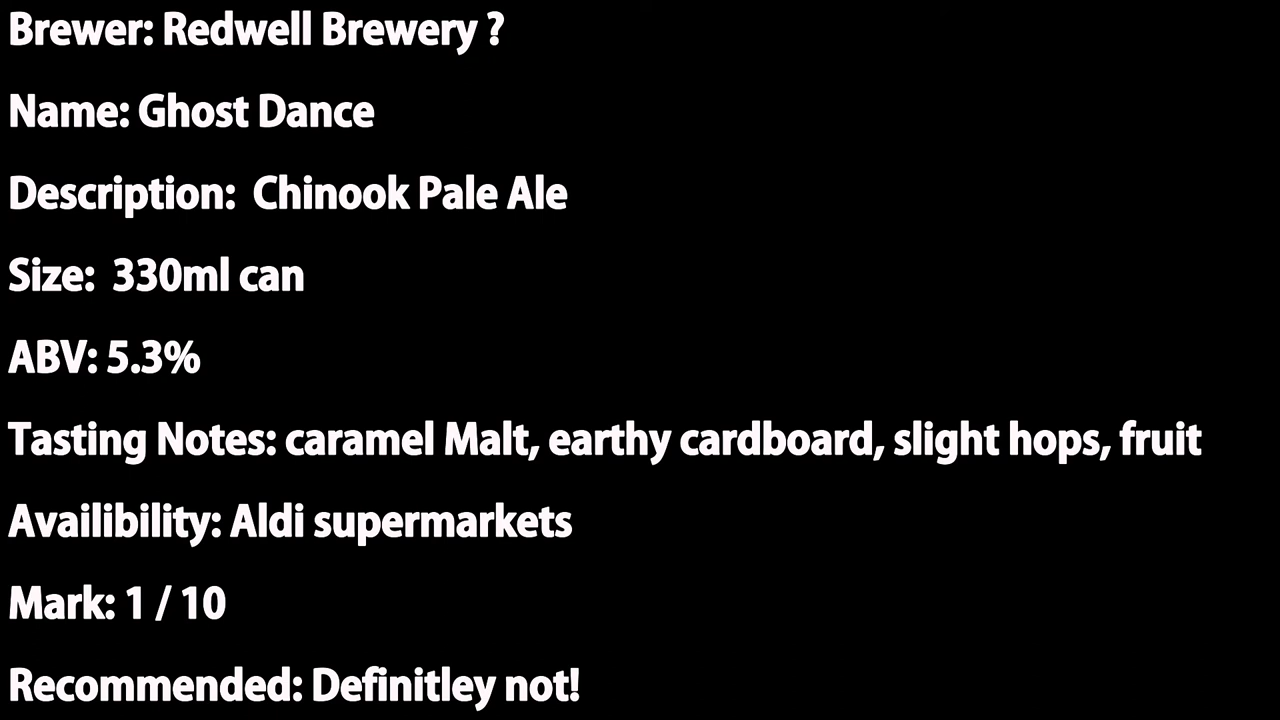 Brewer: Redwell Brewery ?
Name: Ghost Dance
Description:  Chinook Pale Ale
Size:  330ml can
ABV: 5.3%
Tasting Notes: caramel Malt, earthy cardboard, slight hops, fruit
Availibility: Aldi supermarkets
Mark: 1 / 10
Recommended: Definitley not!